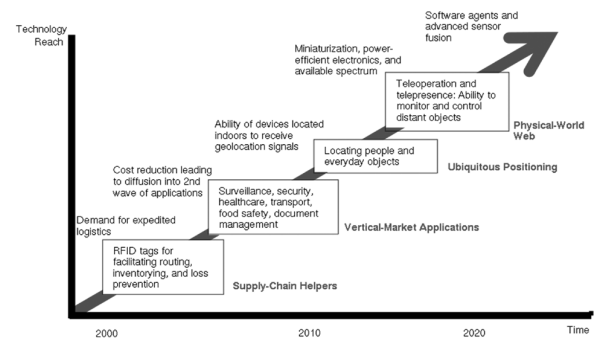 Software agents and
advanced sensor
fusion
Technology
Reach
Miniaturization, power-
efficient electronics, and
available spectrum
Teleoperation and
telepresence: Ability to
monitor and control
distant objects
Physical-World
Web
Ability of devices located
indoors to receive
geolocation signals
Locating people and
everyday objects
Ubiquitous Positioning
Cost reduction leading
to diffusion into 2nd
wave of applications
Surveillance, security,
healthcare, transport,
food safety, document
management
Vertical-Market Applications
Demand for expedited
logistics
RFID tags for
facilitating routing,
inventorying, and loss
prevention
Supply-Chain Helpers
2000
2010
2020
Time